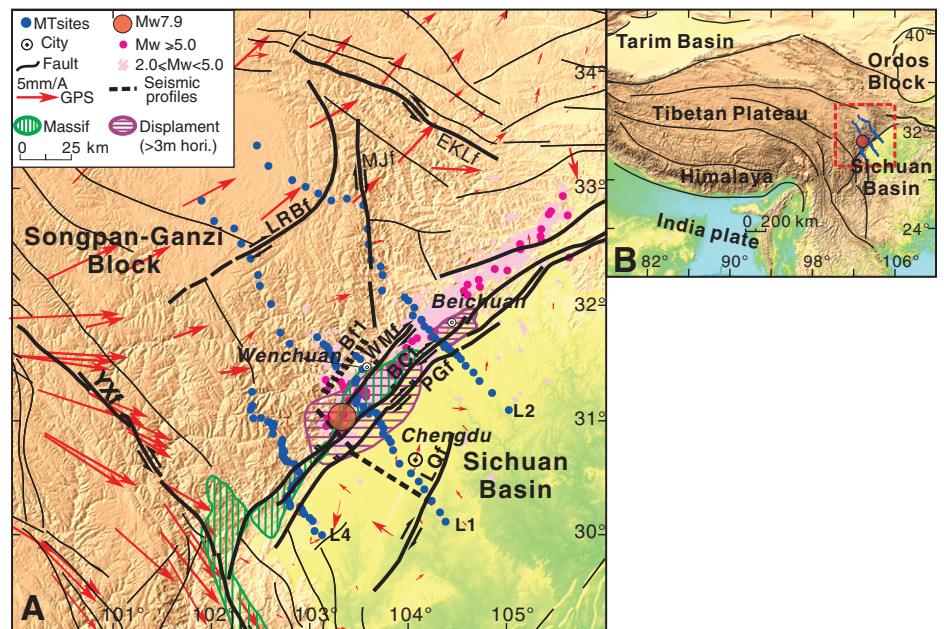 MTsites
Mw7.9
City
Mw ⩾5.0
Fault
2.0⩽Mw<5.0
5mm/A
GPS
Seismic
profiles
Massif
Displament
(>3m hori.)
0 25 km
34°
33°
32°
31°
30°
EKLf
MJf
LRBf
Songpan-Ganzi
Block
Beichuan
Bf1
WMf
Wenchuan
BCf
PGf
YXf
L2
Chengdu
LQf
Sichuan
Basin
L1
L4
A
101°
102°
103°
104°
105°
Tarim Basin
40°
Ordos
Block
Tibetan Plateau
32°
Sichuan
Basin
Himalaya
0 200 km
India plate
24°
B
82°
90°
98°
106°